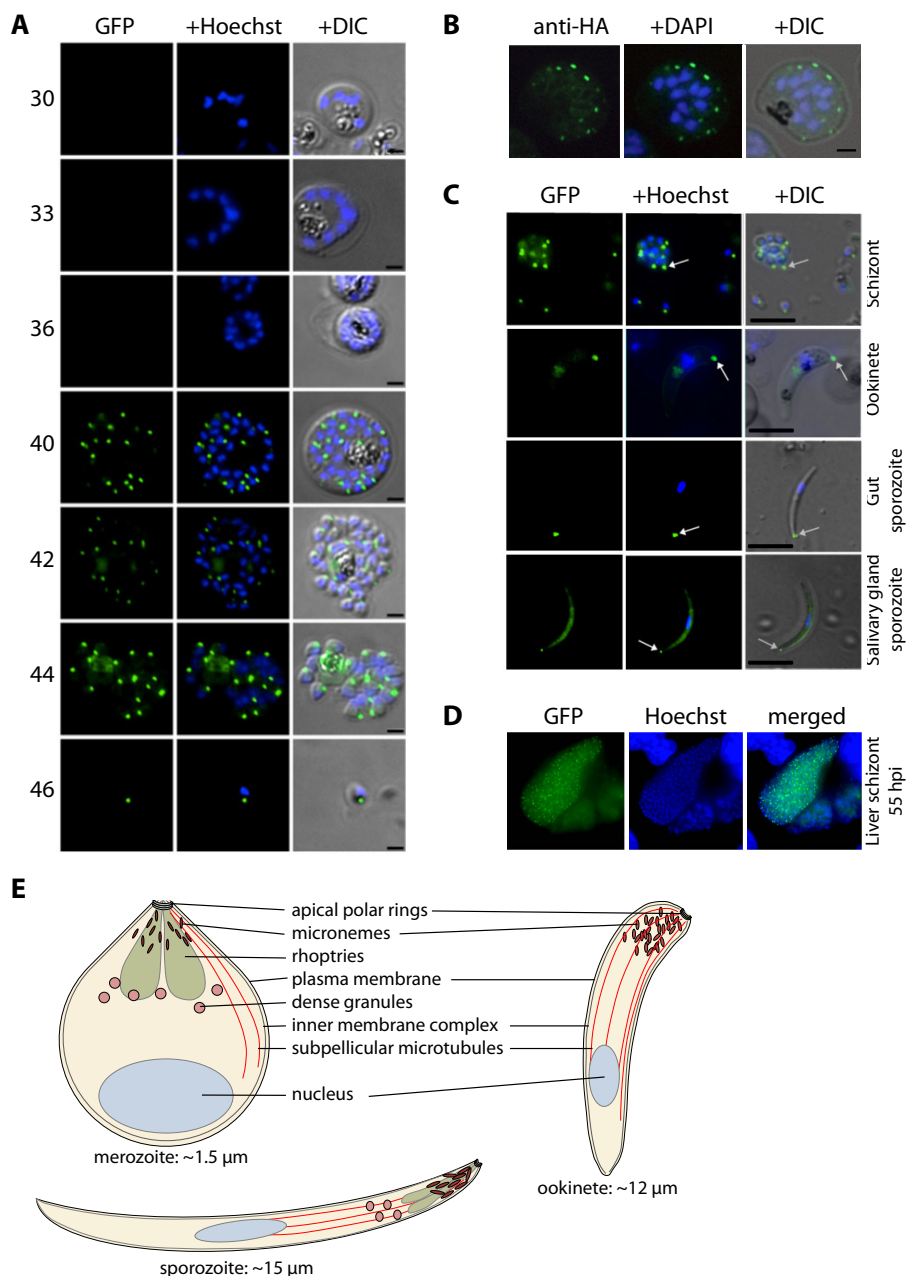 A
GFP +Hoechst +DIC
30
33
36
40
42
44
46
B
anti-HA +DAPI +DIC
C
GFP +Hoechst +DIC
Schizont
Ookinete
Gut
sporozoite
Salivary gland
sporozoite
D
GFP Hoechst merged
Liver schizont
55 hpi
E
apical polar rings
micronemes
rhoptries
plasma membrane
dense granules
inner membrane complex
subpellicular microtubules
nucleus
merozoite: ~1.5 μm
ookinete: ~12 μm
sporozoite: ~15 μm